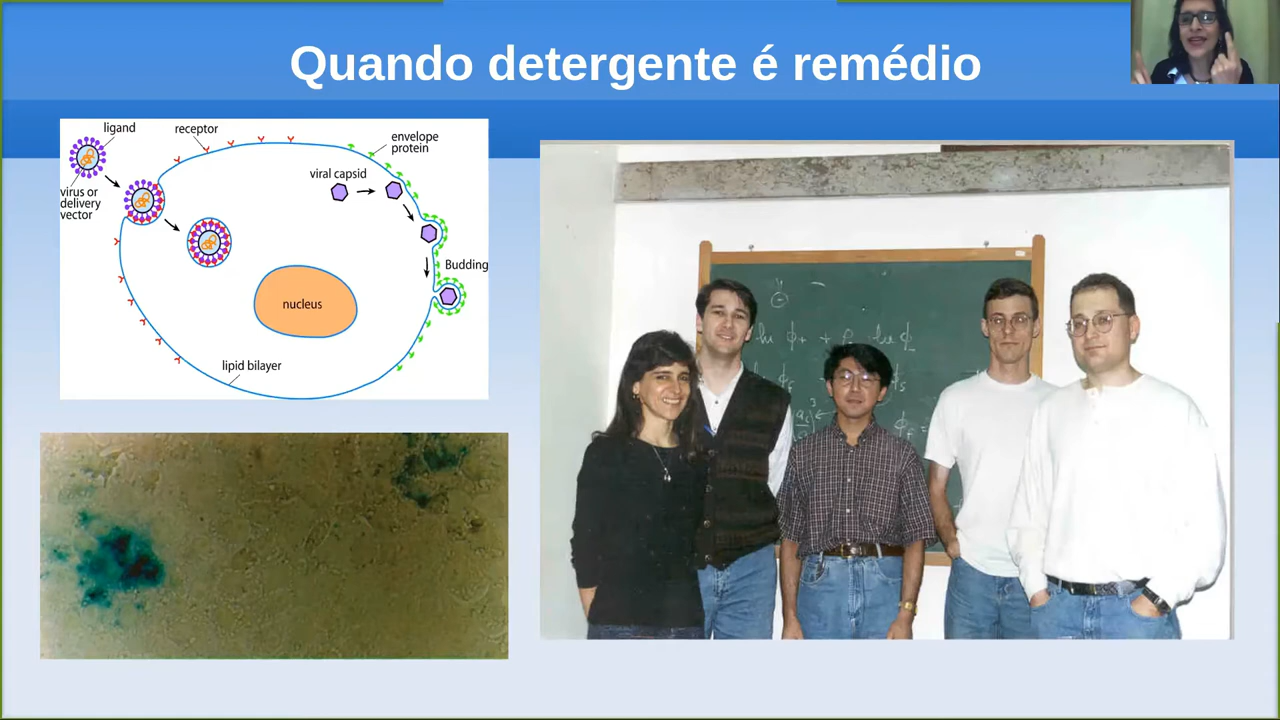 Quando detergente é remédio
ligand
receptor
envelope
protein
viral capsid
virus or
delivery
vector
Budding
nucleus
lipid bilayer